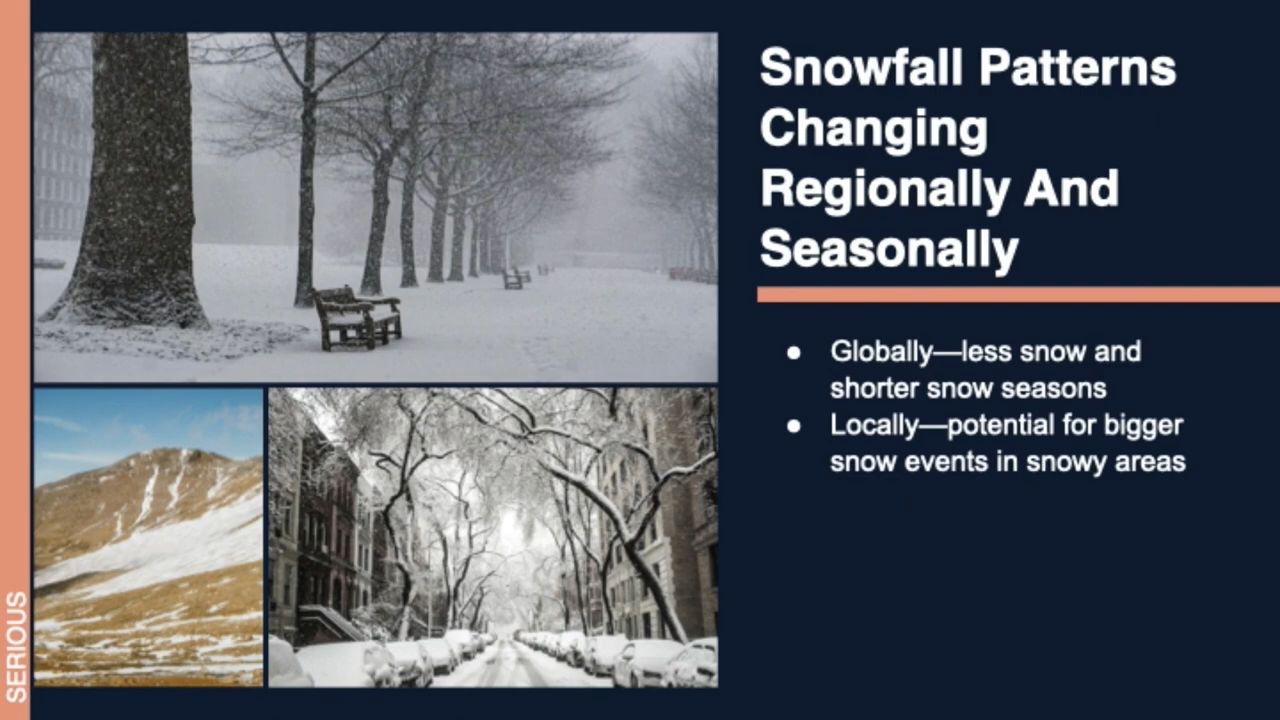 Snowfall Patterns
Changing
Regionally And
Seasonally
● Globally—less snow and
shorter snow seasons
● Locally—potential for bigger
snow events in snowy areas
SERIOUS